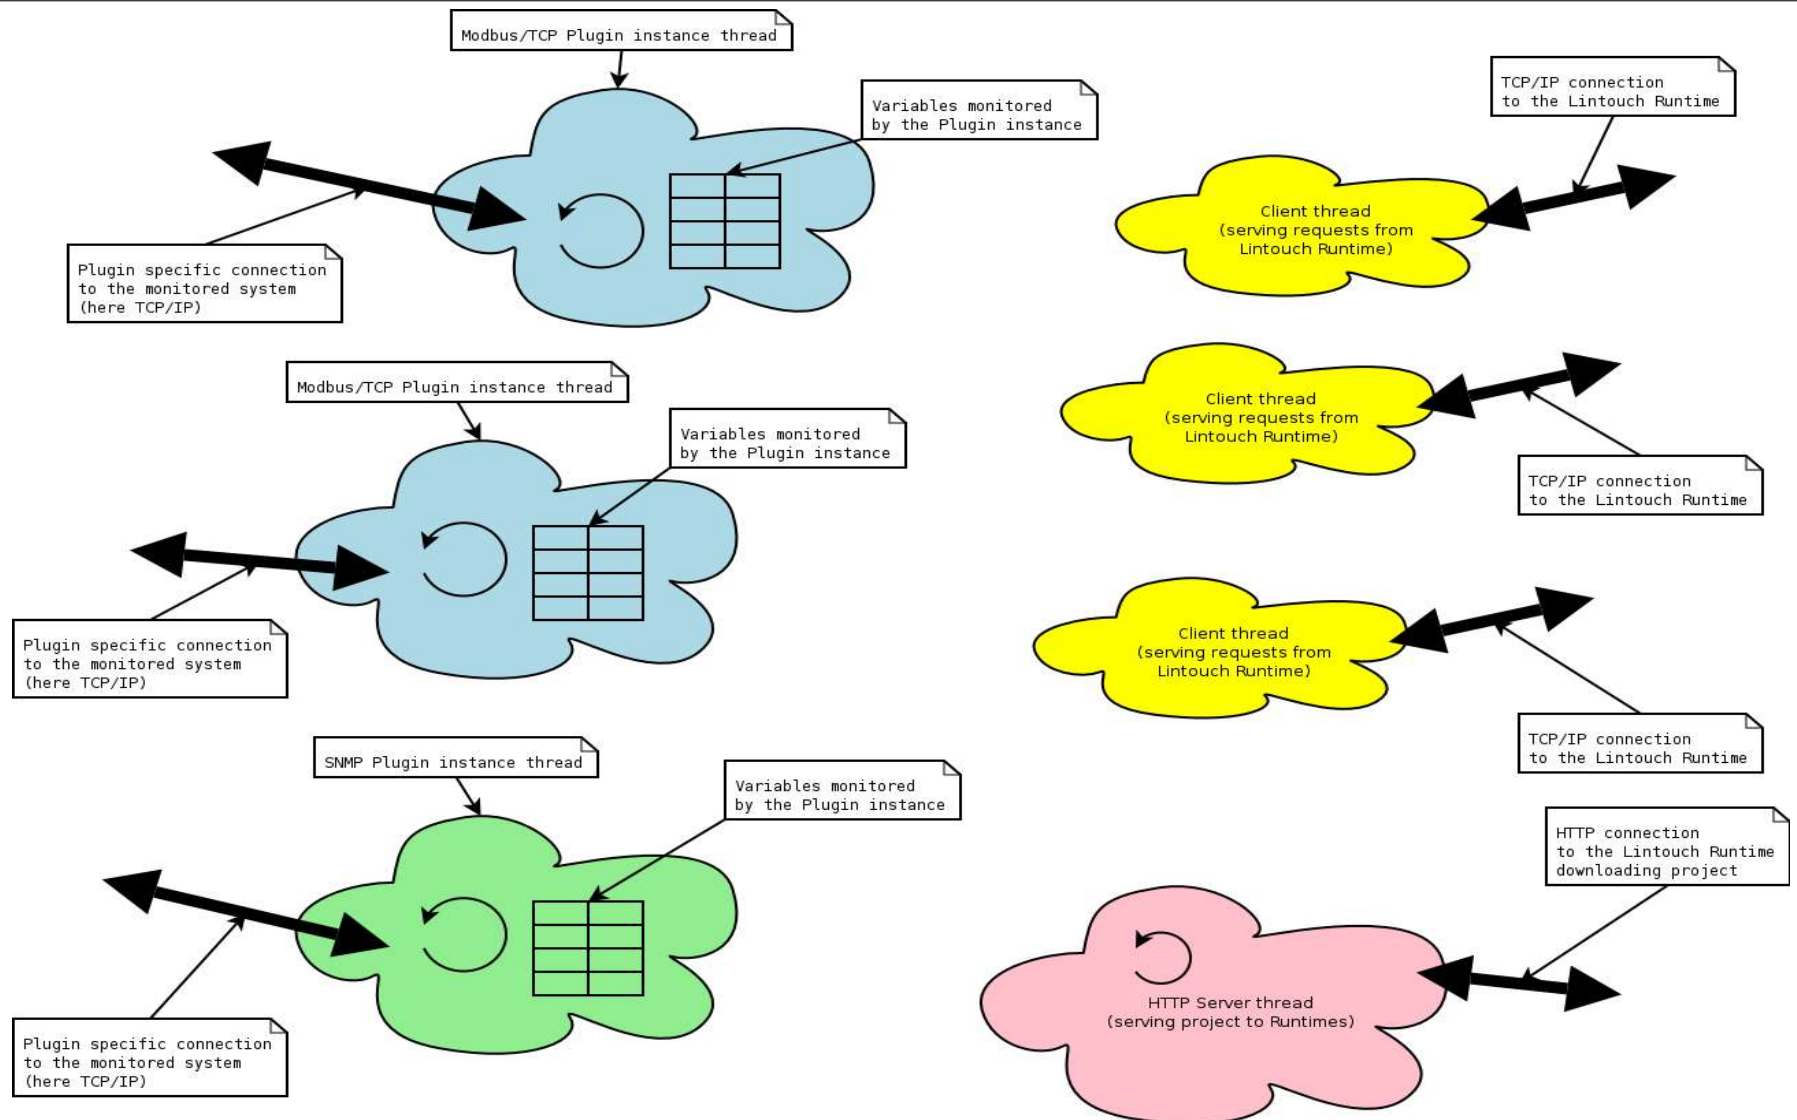 Modbus/TCP Plugin instance thread
Variables monitored
by the Plugin instance
Plugin specific connection
to the monitored system
(here TCP/IP)
TCP/IP connection
to the Lintouch Runtime
Client thread
(serving requests from
Lintouch Runtime)
Modbus/TCP Plugin instance thread
Variables monitored
by the Plugin instance
Plugin specific connection
to the monitored system
(here TCP/IP)
Client thread
(serving requests from
Lintouch Runtime)
TCP/IP connection
to the Lintouch Runtime
Client thread
(serving requests from
Lintouch Runtime)
TCP/IP connection
to the Lintouch Runtime
SNMP Plugin instance thread
Variables monitored
by the Plugin instance
Plugin specific connection
to the monitored system
(here TCP/IP)
HTTP connection
to the Lintouch Runtime
downloading project
HTTP Server thread
(serving project to Runtimes)